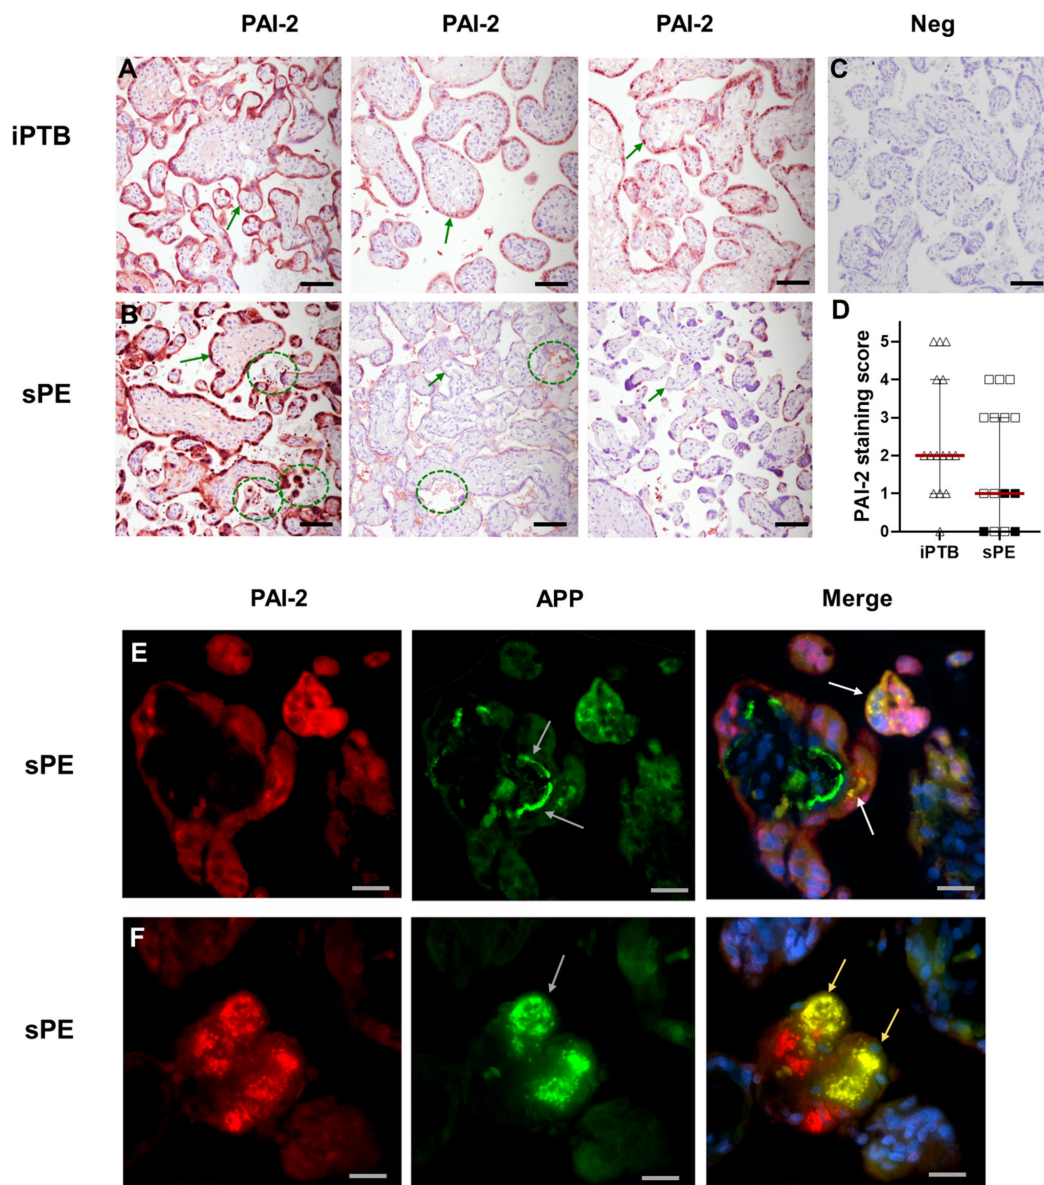 PAI-2 PAI-2 PAI-2 Neg
iPTB
A
C
sPE
B
D
PAI-2 staining score
5
4
3
2
1
0
iPTB sPE
PAI-2 APP Merge
sPE
E
sPE
F